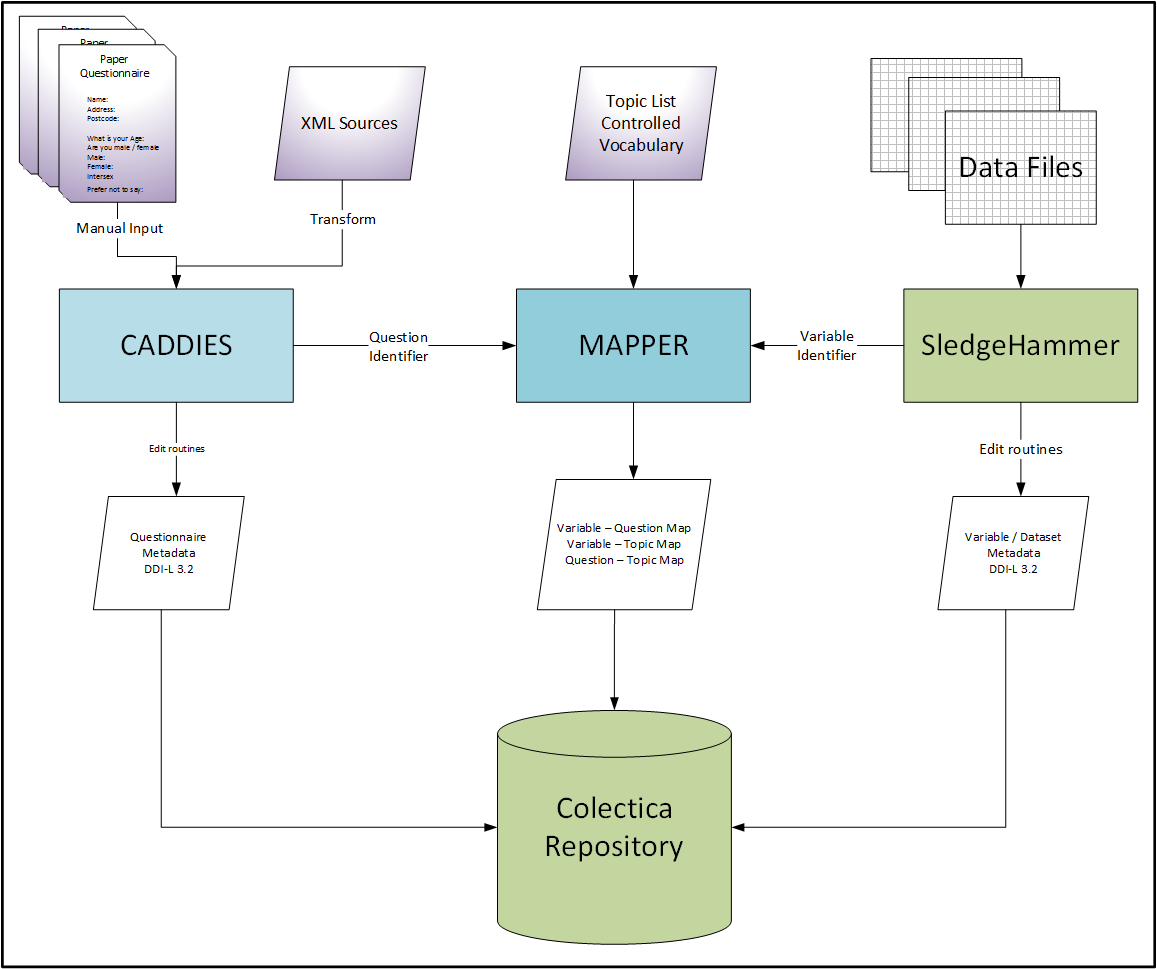 Paper
Paper
Paper
Questionnaire
Name:
Address:
Postcode:
What is your Age:
Are you male / female
Male:
Female:
Intersex
Prefer not to say:
XML Sources
Topic List
Controlled
Vocabulary
Data Files
Manual Input
Transform
CADDIES
Question
Identifier
MAPPER
Variable
Identifier
SledgeHammer
Edit routines
Edit routines
Questionnaire
Metadata
DDI-L 3.2
Variable – Question Map
Variable – Topic Map
Question – Topic Map
Variable / Dataset
Metadata
DDI-L 3.2
Colectica
Repository